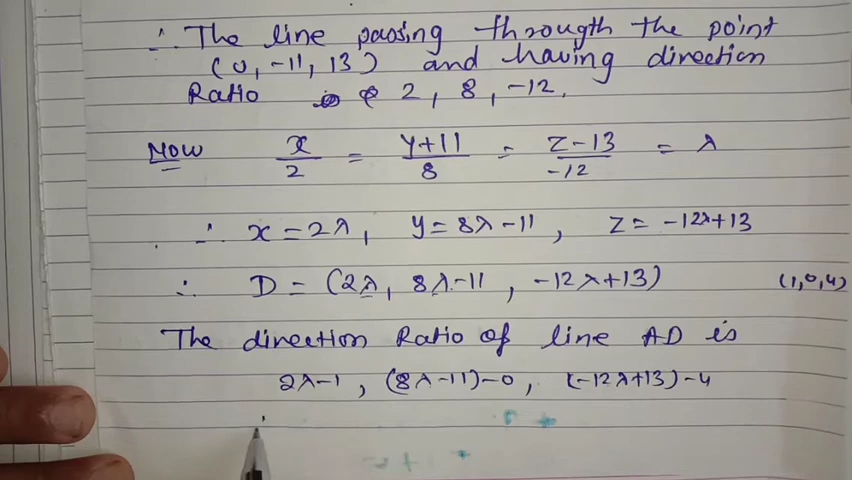 ∴ The line passing throughth the point
(0, -11, 13) and having direction
Ratio 2, 8, -12.
Now x/2 = y+11/8 = z-13/-12 = λ
∴ x = 2λ, y = 8λ-11, z = -12λ+13
∴ D = (2λ, 8λ-11, -12λ+13) (1,0,4)
The direction Ratio of line AD is
2λ-1, (8λ-11)-0, (-12λ+13)-4